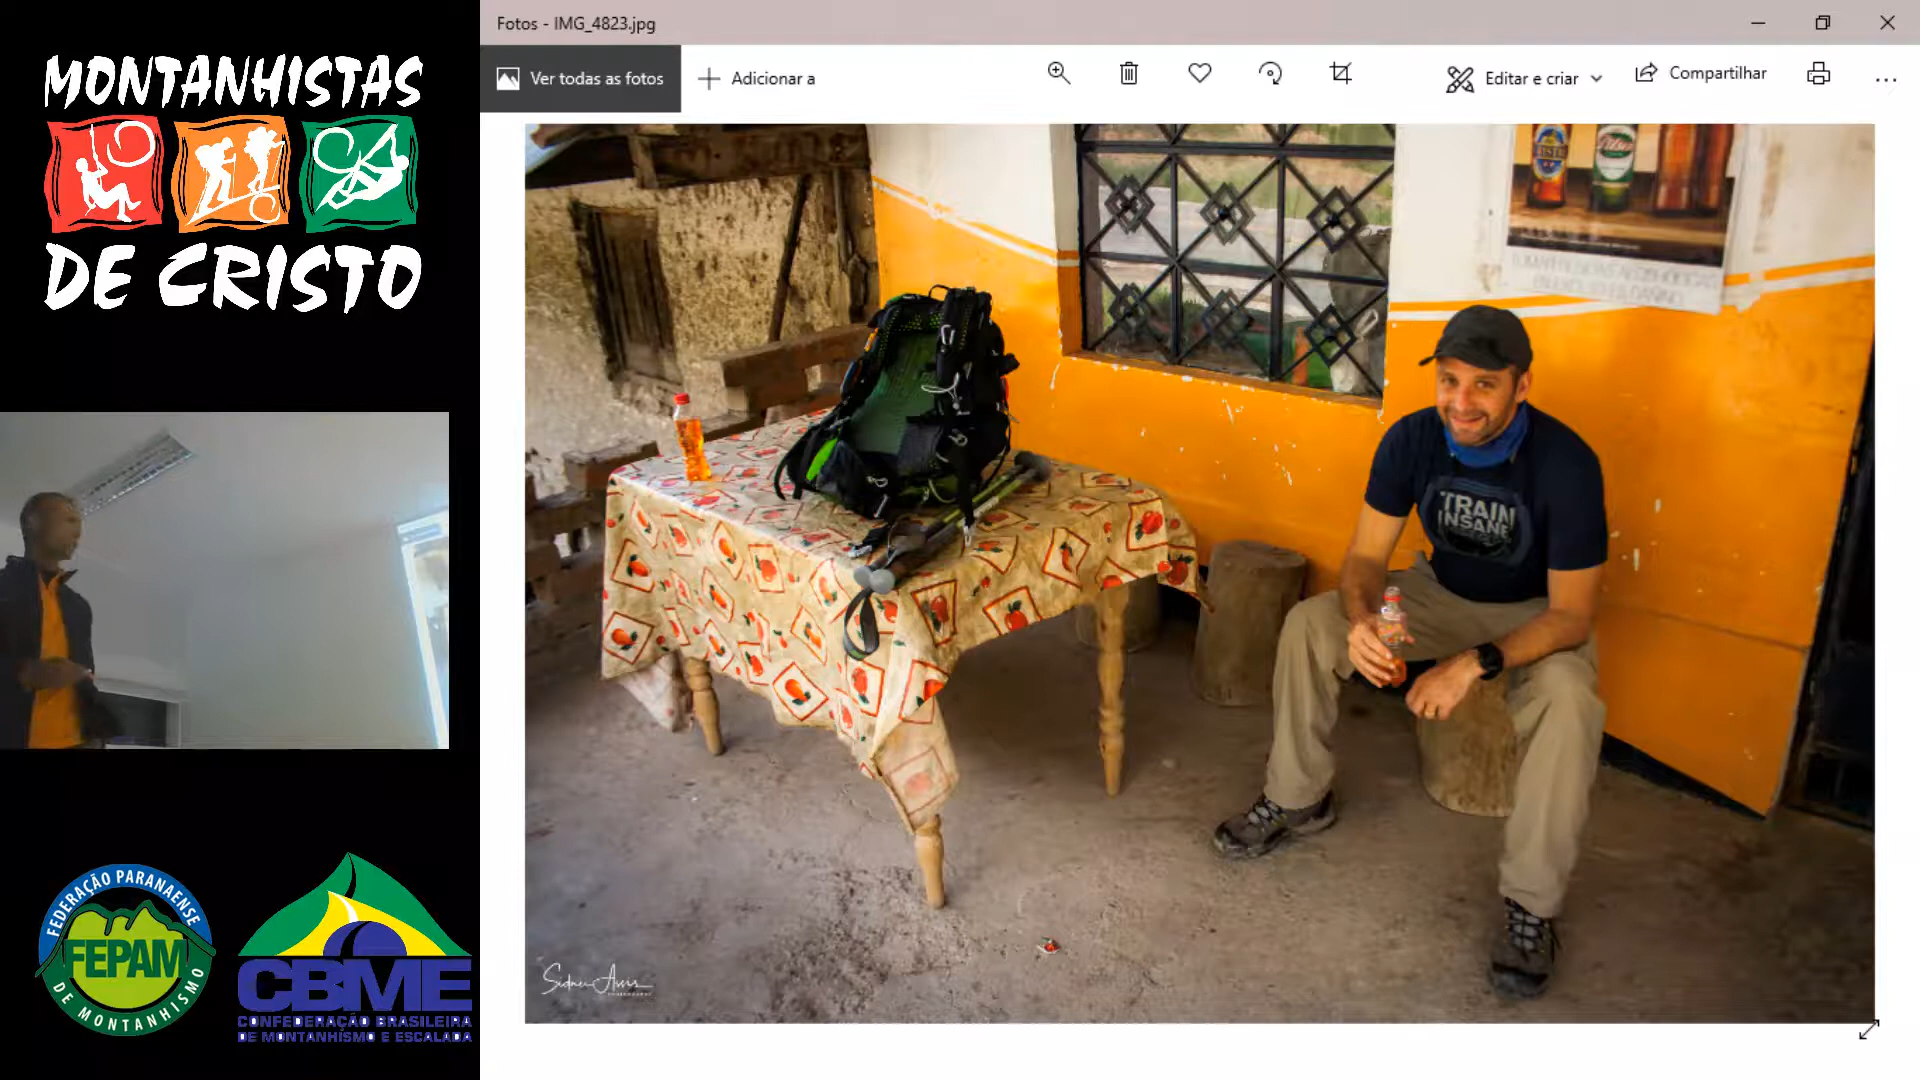 MONTANHISTAS
DE CRISTO
FEDERAÇÃO PARANAENSE
FEPAM
DE MONTANHISMO
CBME
CONFEDERAÇÃO BRASILEIRA
DE MONTANHISMO E ESCALADA
Fotos - IMG_4823.jpg
Ver todas as fotos
Adicionar a
Editar e criar
Compartilhar
TRAIN
INSANE